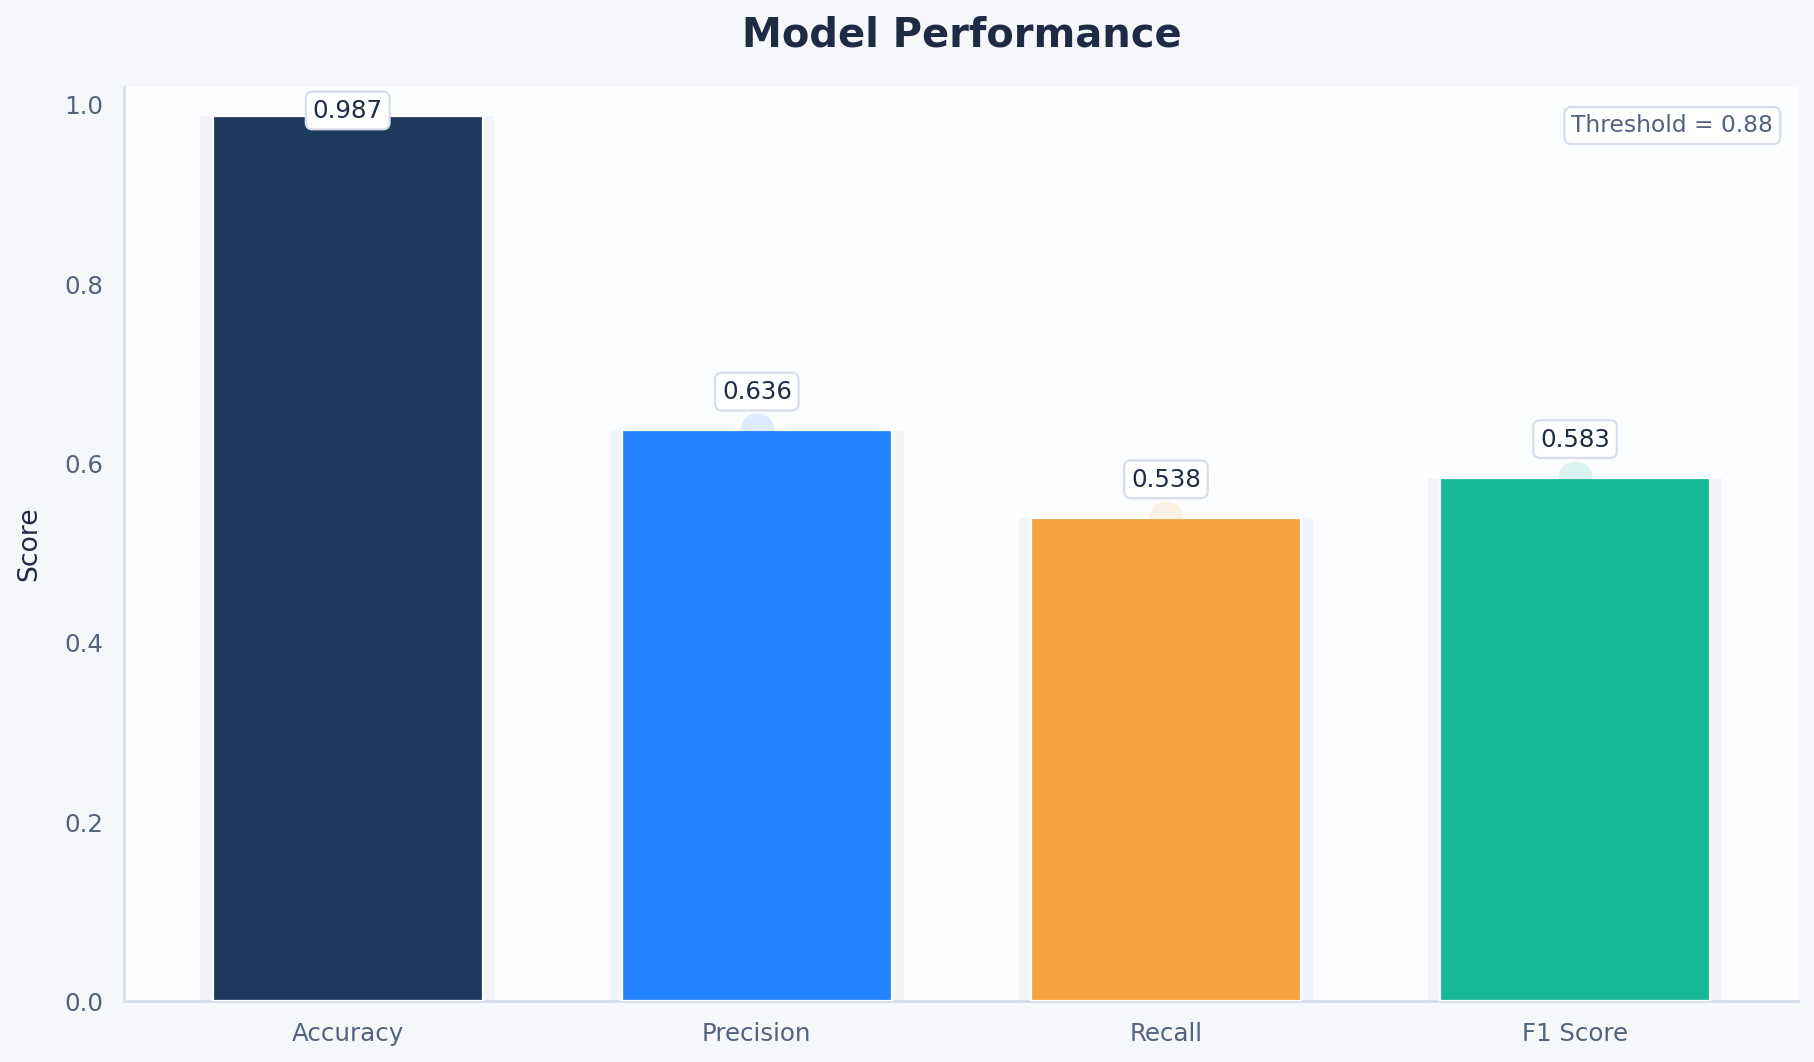 Model Performance
Score
1.0
0.8
0.6
0.4
0.2
0.0
0.987
0.636
0.538
0.583
Threshold = 0.88
Accuracy
Precision
Recall
F1 Score